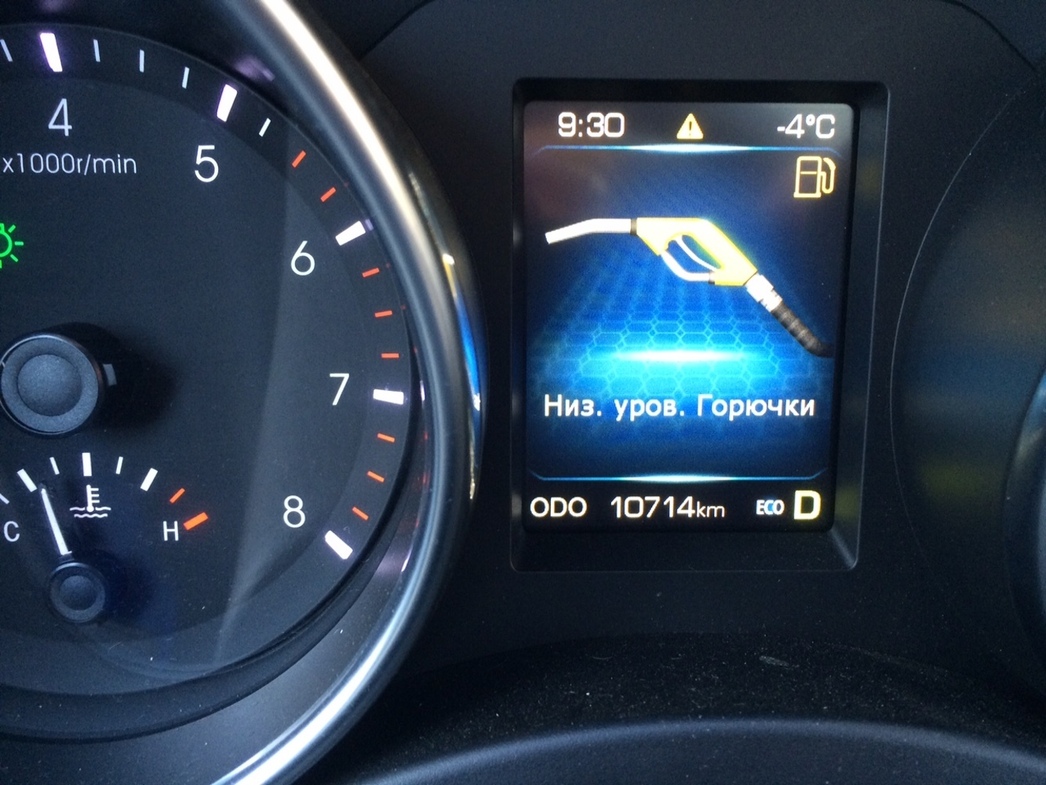 4
x1000r/min
5
6
7
8
C
H
9:30 -4°C
Низ. уров. Горючки
ODO 10714km ECO D